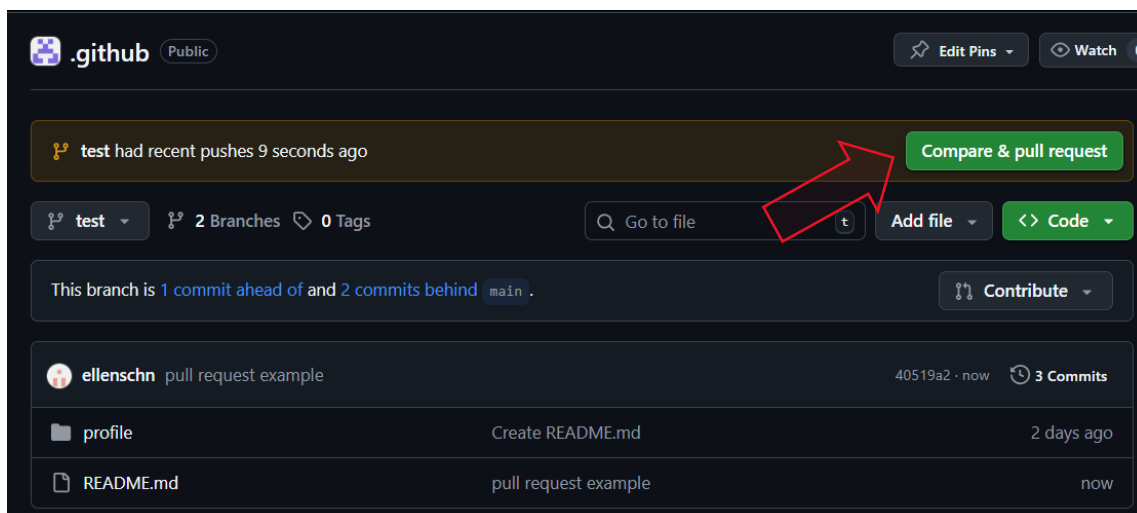 .github Public Edit Pins Watch
test had recent pushes 9 seconds ago Compare & pull request
test 2 Branches 0 Tags Go to file t Add file <> Code
This branch is 1 commit ahead of and 2 commits behind main . Contribute
ellenschn pull request example 40519a2 · now 3 Commits
profile Create README.md 2 days ago
README.md pull request example now